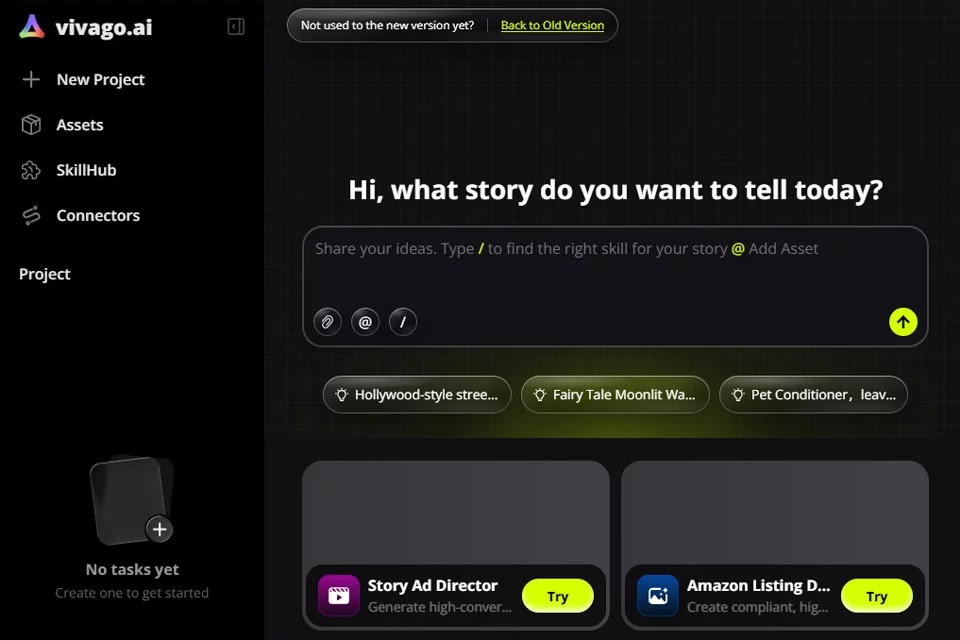 vivago.ai
New Project
Assets
SkillHub
Connectors
Project
No tasks yet
Create one to get started
Not used to the new version yet? Back to Old Version
Hi, what story do you want to tell today?
Share your ideas. Type / to find the right skill for your story @ Add Asset
@ /
Hollywood-style stree... Fairy Tale Moonlit Wa... Pet Conditioner，leav...
Story Ad Director
Generate high-conver...
Try
Amazon Listing D...
Create compliant, hig...
Try